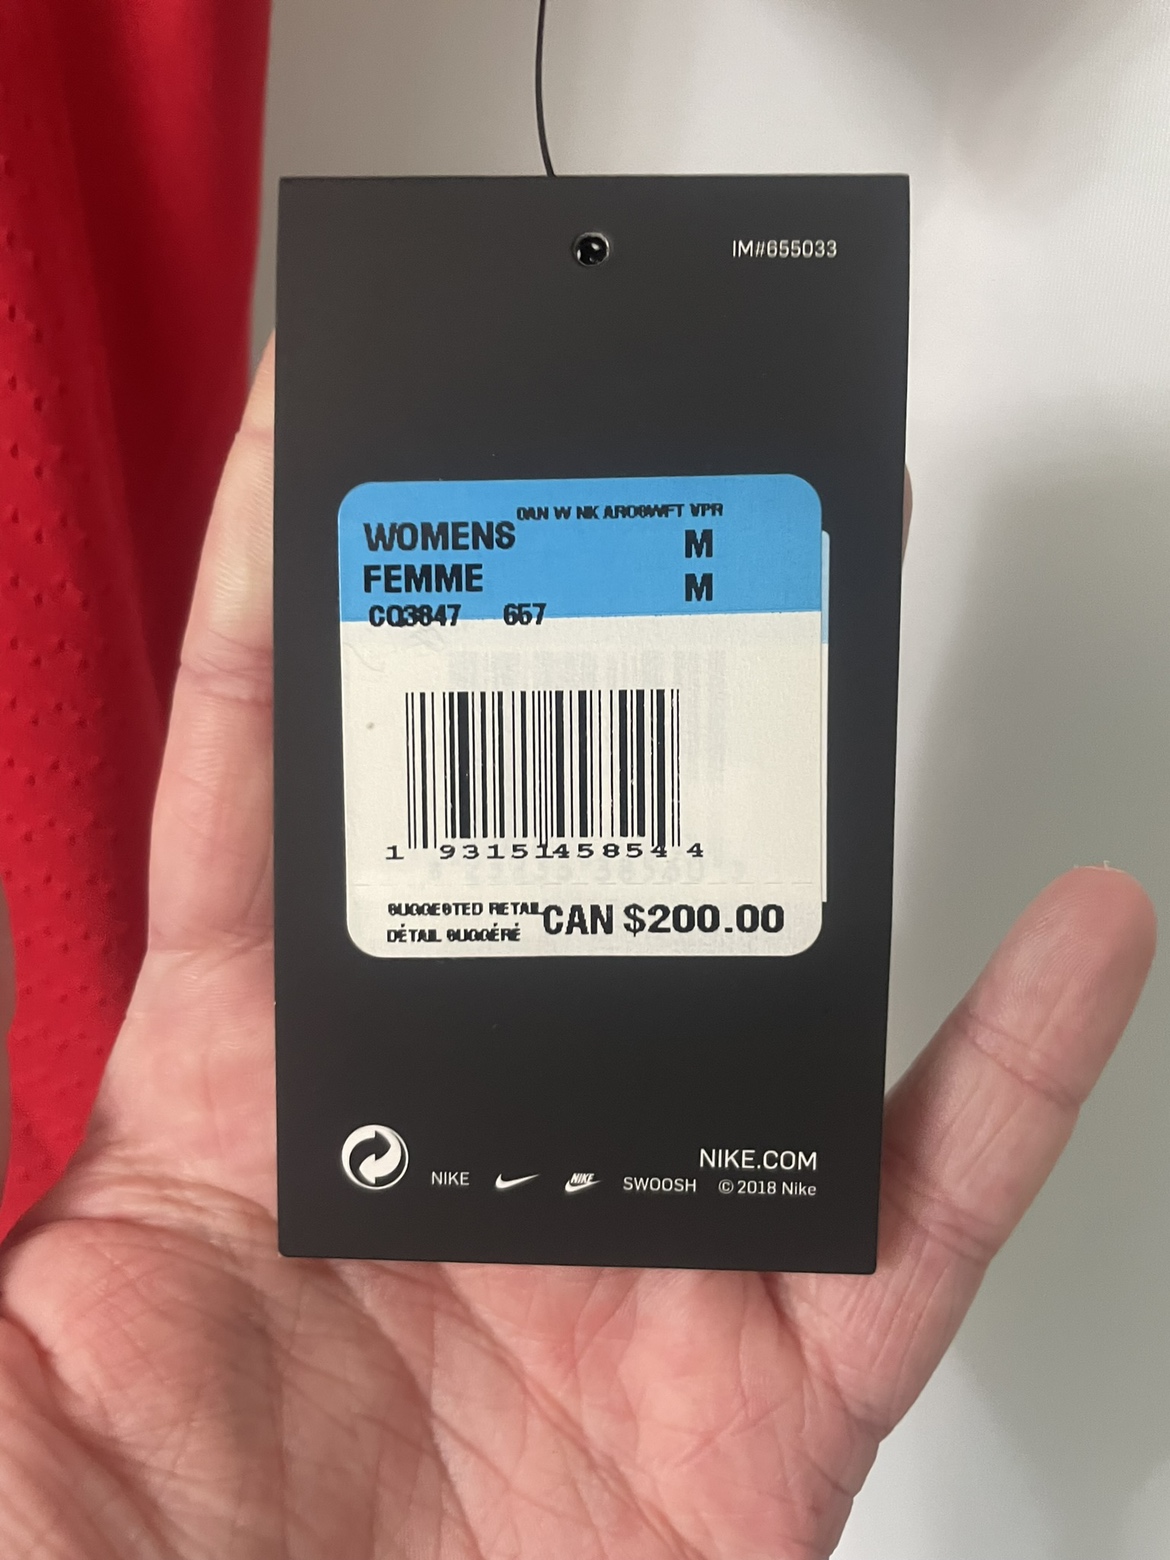 IM#655033
CAN W NK AROSWFT VPR
WOMENS M
FEMME M
CQ3847 657
1 93151 45854 4
SUGGESTED RETAIL CAN $200.00
DÉTAIL SUGGÉRÉ
NIKE.COM
NIKE NIKE SWOOSH ©2018 Nike